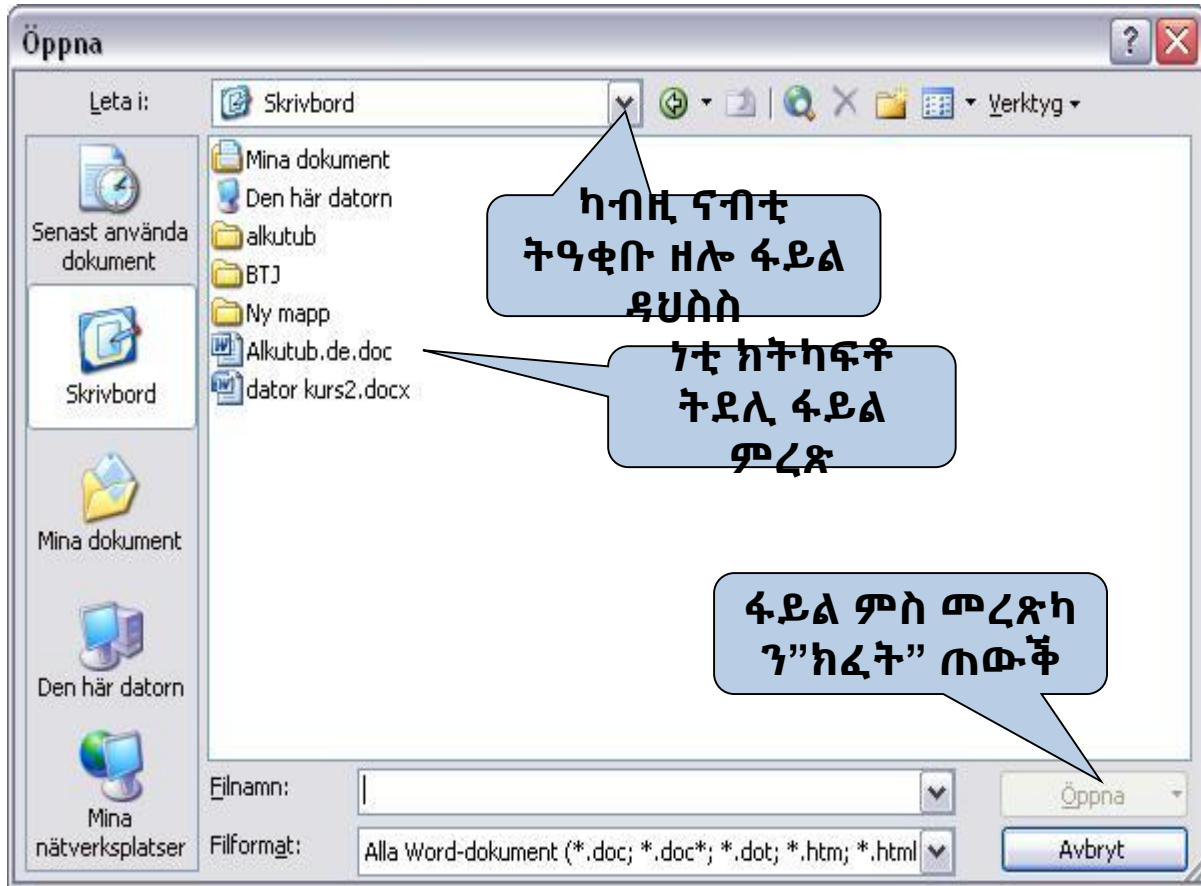 Öppna
Leta i:
Skrivbord
Verktyg
Senast använda
dokument
Skrivbord
Mina dokument
Den här datorn
Mina
nätverksplatser
Mina dokument
Den här datorn
alkutub
BTJ
Ny mapp
Alkutub.de.doc
dator kurs2.docx
ካብዚ ናብቲ
ትዓቂቡ ዘሎ ፋይል
ዳህስስ
ነቲ ክትካፍቶ
ትደሊ ፋይል
ምረጽ
ፋይል ምስ መረጽካ
ን”ክፈት” ጠውቅ
Filnamn:
Öppna
Filformat:
Alla Word-dokument (*.doc; *.doc*; *.dot; *.htm; *.html
Avbryt